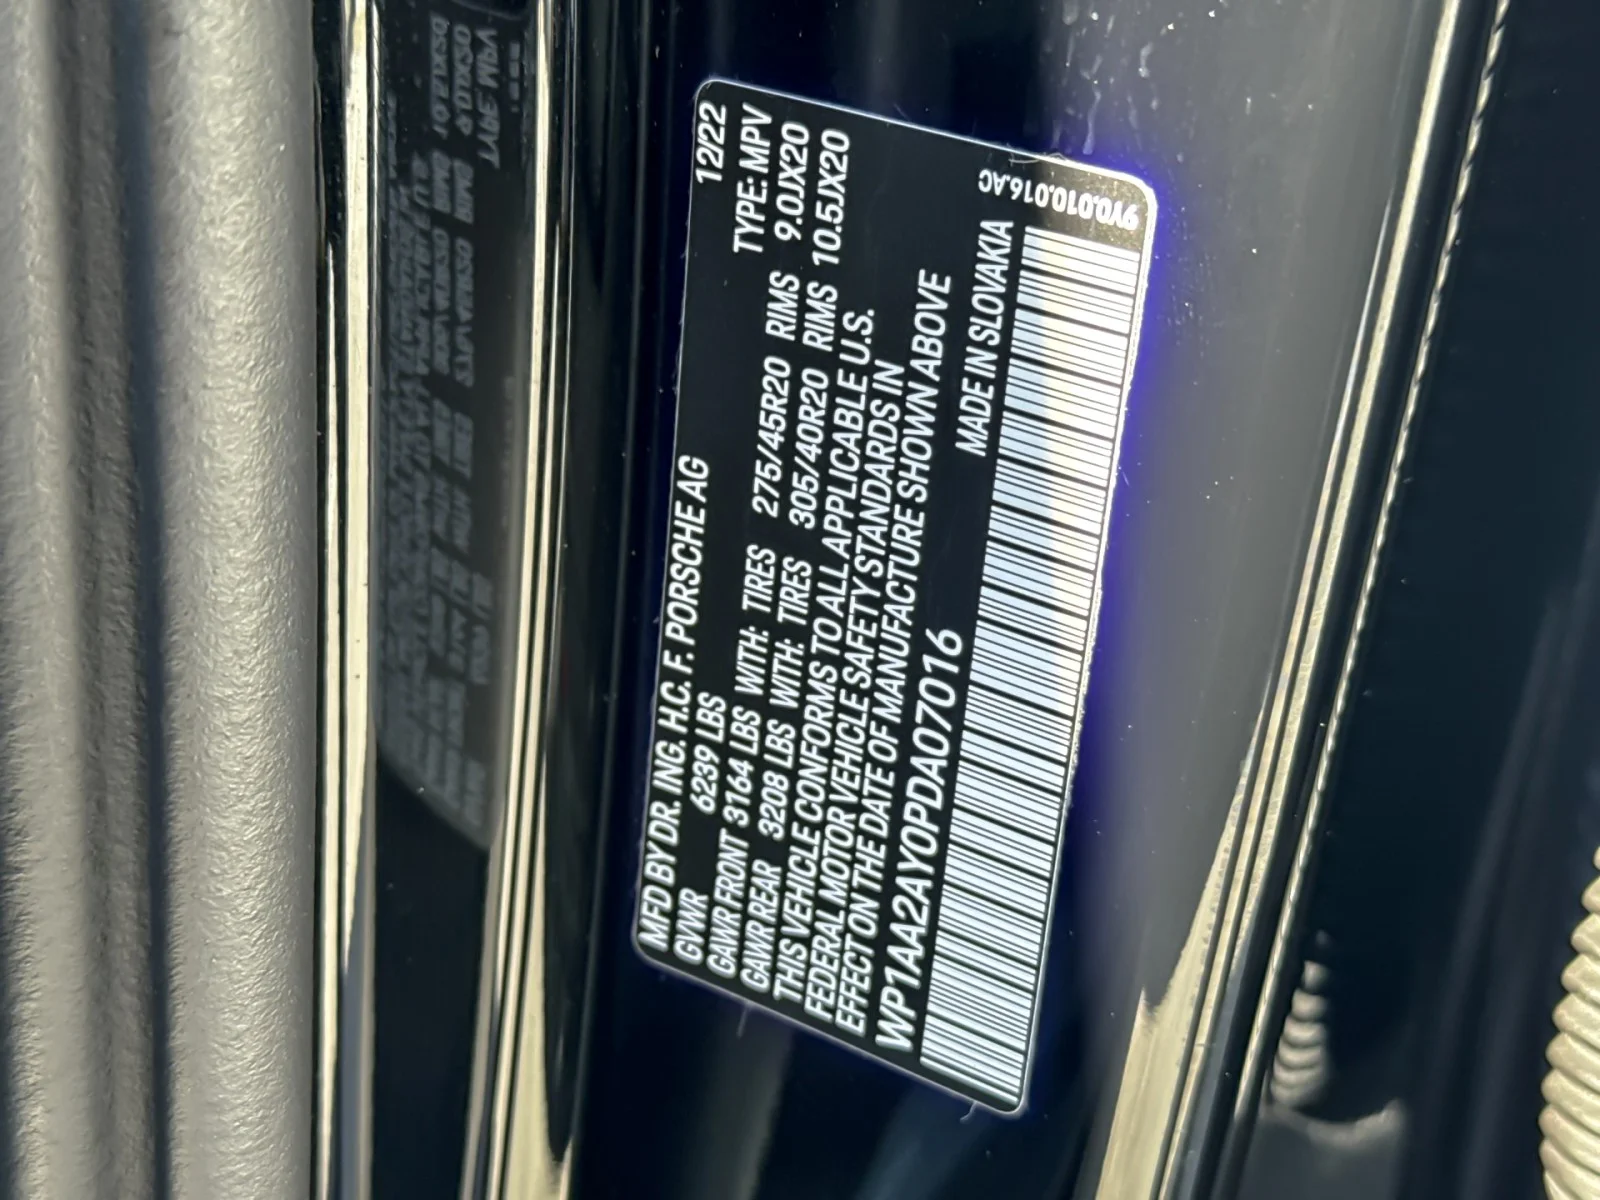 MFD BY DR. ING. H.C. F. PORSCHE AG 12/22
GVWR 6239 LBS TYPE: MPV
GAWR FRONT 3164 LBS WITH: TIRES 275/45R20 RIMS 9.0JX20
GAWR REAR 3208 LBS WITH: TIRES 305/40R20 RIMS 10.5JX20
THIS VEHICLE CONFORMS TO ALL APPLICABLE U.S.
FEDERAL MOTOR VEHICLE SAFETY STANDARDS IN
EFFECT ON THE DATE OF MANUFACTURE SHOWN ABOVE
WP1AA2AY0PDA07016 MADE IN SLOVAKIA
9Y0.010.016.AC